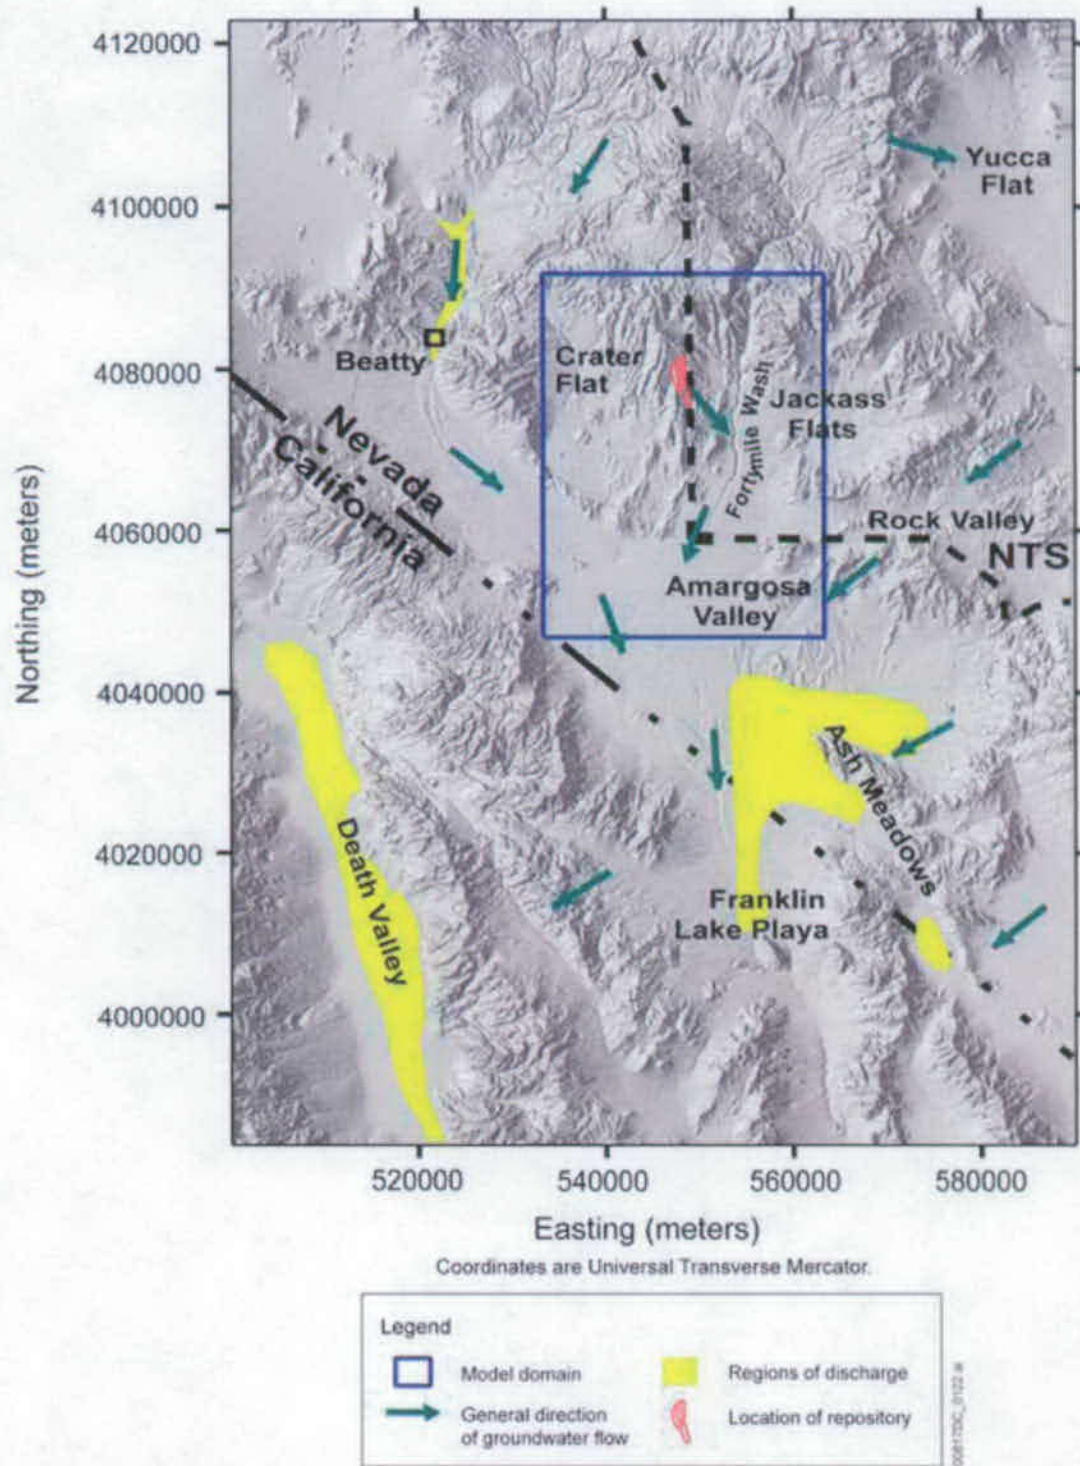 4120000
4100000
4080000
4060000
4040000
4020000
4000000
Northing (meters)
Yucca
Flat
Beatty
Crater
Flat
Fortymile Wash
Jackass
Flats
Nevada
California
Rock Valley
NTS
Amargosa
Valley
Ash Meadows
Death Valley
Franklin
Lake Playa
520000
540000
560000
580000
Easting (meters)
Coordinates are Universal Transverse Mercator.
Legend
Model domain
Regions of discharge
General direction
of groundwater flow
Location of repository